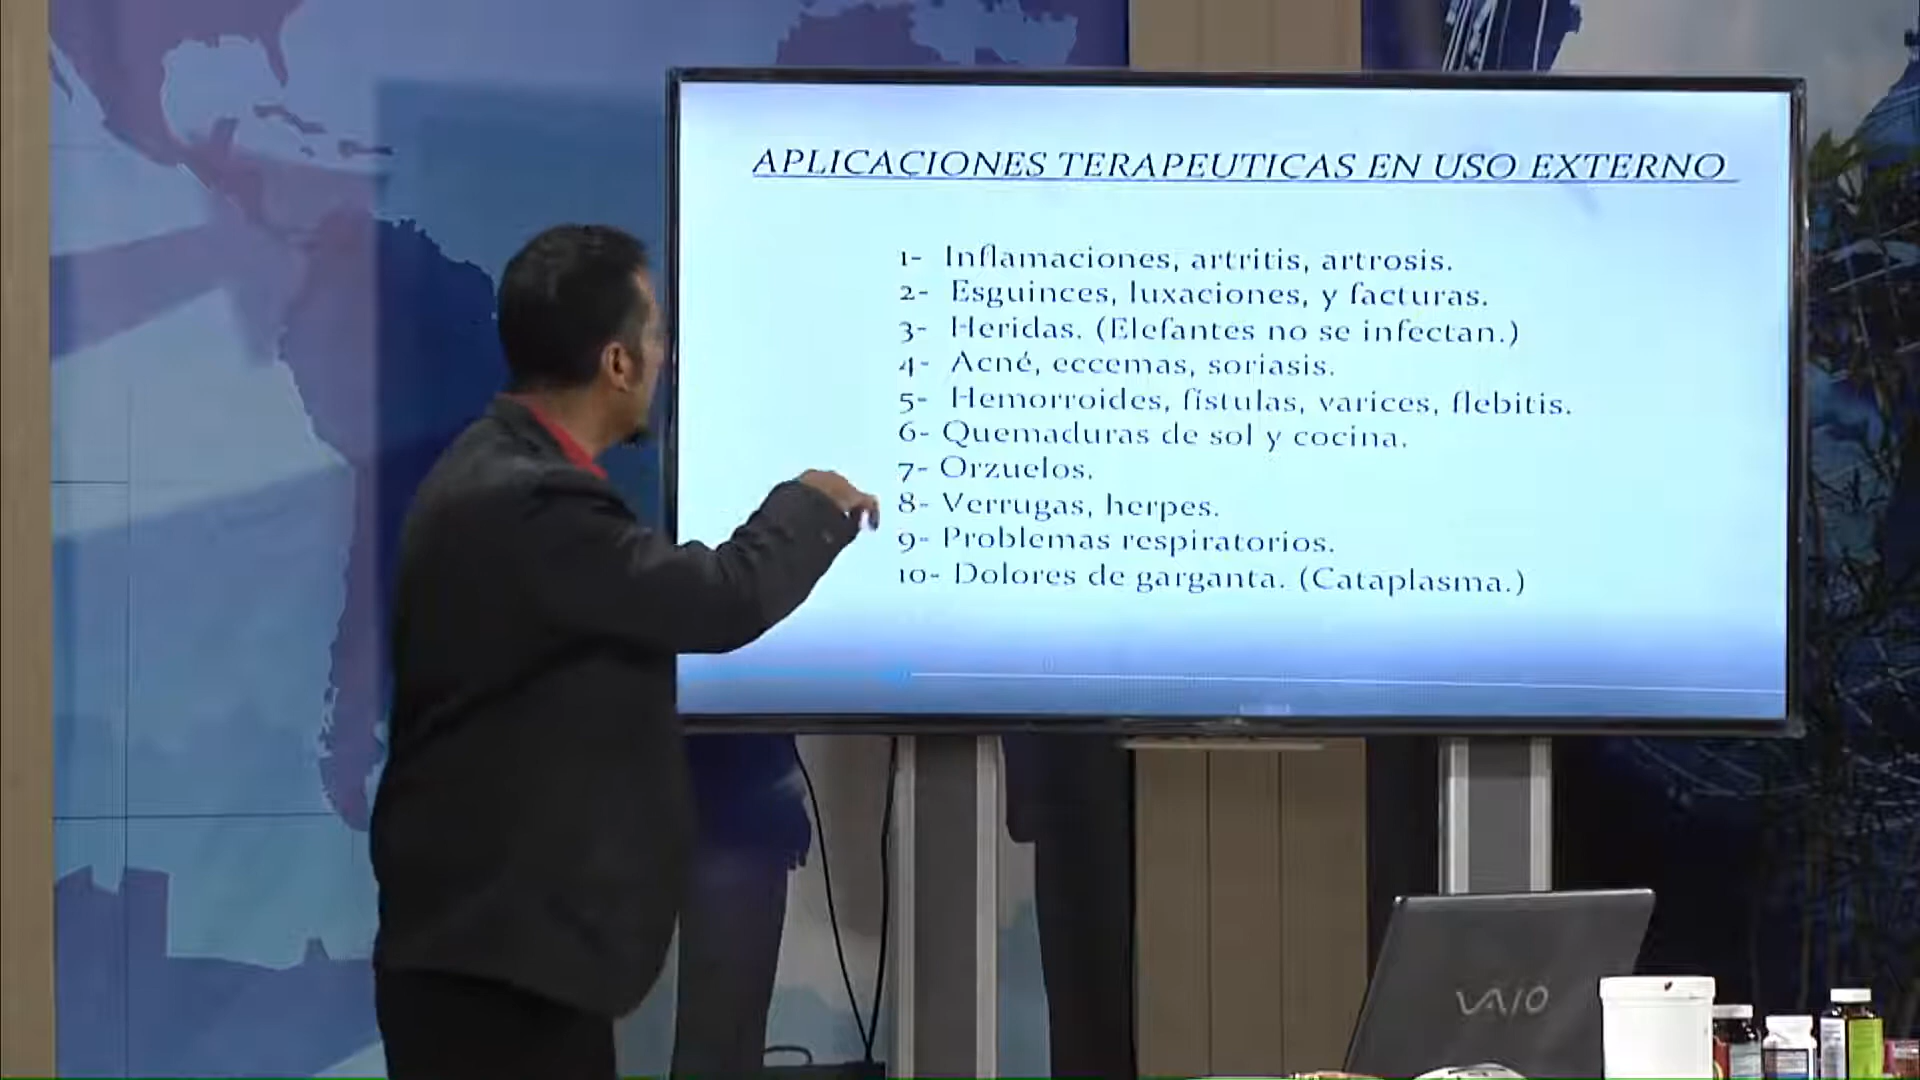 APLICACIONES TERAPEUTICAS EN USO EXTERNO
1- Inflamaciones, artritis, artrosis.
2- Esguinces, luxaciones, y facturas.
3- Heridas. (Elefantes no se infectan.)
4- Acné, eccemas, soriasis.
5- Hemorroides, fístulas, varices, flebitis.
6- Quemaduras de sol y cocina.
7- Orzuelos.
8- Verrugas, herpes.
9- Problemas respiratorios.
10- Dolores de garganta. (Cataplasma.)
VAIO